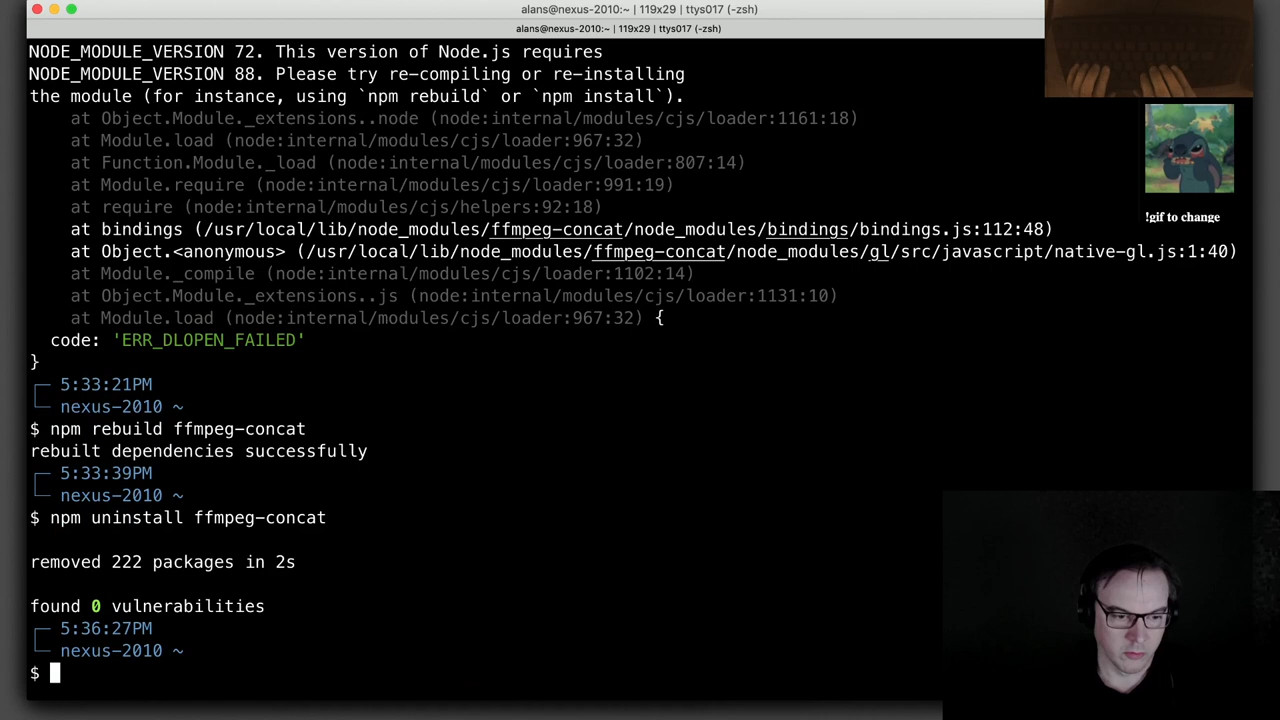 alans@nexus-2010:~ | 119x29 | ttys017 (-zsh)
alans@nexus-2010:~ | 119x29 | ttys017 (-zsh)
NODE_MODULE_VERSION 72. This version of Node.js requires
NODE_MODULE_VERSION 88. Please try re-compiling or re-installing
the module (for instance, using `npm rebuild` or `npm install`).
at Object.Module._extensions..node (node:internal/modules/cjs/loader:1161:18)
at Module.load (node:internal/modules/cjs/loader:967:32)
at Function.Module._load (node:internal/modules/cjs/loader:807:14)
at Module.require (node:internal/modules/cjs/loader:991:19)
at require (node:internal/modules/cjs/helpers:92:18)
at bindings (/usr/local/lib/node_modules/ffmpeg-concat/node_modules/bindings/bindings.js:112:48)
at Object.<anonymous> (/usr/local/lib/node_modules/ffmpeg-concat/node_modules/gl/src/javascript/native-gl.js:1:40)
at Module._compile (node:internal/modules/cjs/loader:1102:14)
at Object.Module._extensions..js (node:internal/modules/cjs/loader:1131:10)
at Module.load (node:internal/modules/cjs/loader:967:32) {
code: 'ERR_DLOPEN_FAILED'
}
5:33:21PM
nexus-2010 ~
$ npm rebuild ffmpeg-concat
rebuilt dependencies successfully
5:33:39PM
nexus-2010 ~
$ npm uninstall ffmpeg-concat
removed 222 packages in 2s
found 0 vulnerabilities
5:36:27PM
nexus-2010 ~
$
!gif to change